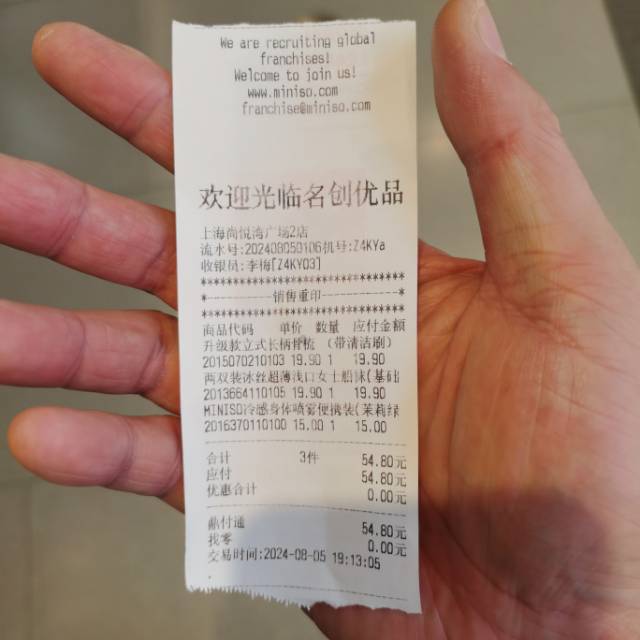 We are recruiting global
franchises!
Welcome to join us!
www.miniso.com
franchise@miniso.com
欢迎光临名创优品
上海尚悦湾广场2店
流水号:202408050106机号:Z4KYa
收银员:李梅[Z4KY03]
******************************
*----------销售重印----------*
******************************
商品代码 单价 数量 应付金额
升级款立式长柄骨梳 (带清洁刷)
2015070210103 19.90 1 19.90
两双装冰丝超薄浅口女士船袜(基础
2013664110105 19.90 1 19.90
MINISO冷感身体喷雾便携装(茉莉绿
2016370110100 15.00 1 15.00
合计 3件 54.80元
应付 54.80元
优惠合计 0.00元
鼎付通 54.80元
找零 0.00元
交易时间:2024-08-05 19:13:05